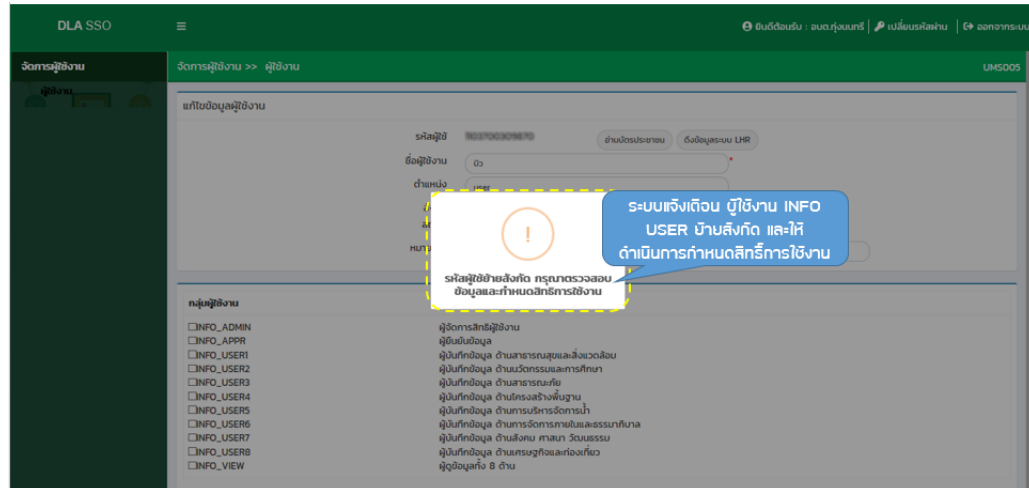 DLA SSO
ยินดีต้อนรับ : อบต.ทุ่งนนทรี
เปลี่ยนรหัสผ่าน
ออกจากระบบ
จัดการผู้ใช้งาน
จัดการผู้ใช้งาน >> ผู้ใช้งาน
UMS005
ผู้ใช้งาน
แก้ไขข้อมูลผู้ใช้งาน
รหัสผู้ใช้
อ่านบัตรประชาชน
ดึงข้อมูลระบบ LHR
ชื่อผู้ใช้งาน
บิว
*
ตำแหน่ง
user
ระบบแจ้งเตือน ผู้ใช้งาน INFO
USER ย้ายสังกัด และให้
ดำเนินการกำหนดสิทธิ์การใช้งาน
!
รหัสผู้ใช้ย้ายสังกัด กรุณาตรวจสอบ
ข้อมูลและกำหนดสิทธิการใช้งาน
กลุ่มผู้ใช้งาน
INFO_ADMIN ผู้จัดการสิทธิผู้ใช้งาน
INFO_APPR ผู้ยืนยันข้อมูล
INFO_USER1 ผู้บันทึกข้อมูล ด้านสาธารณสุขและสิ่งแวดล้อม
INFO_USER2 ผู้บันทึกข้อมูล ด้านนวัตกรรมและการศึกษา
INFO_USER3 ผู้บันทึกข้อมูล ด้านสาธารณะภัย
INFO_USER4 ผู้บันทึกข้อมูล ด้านโครงสร้างพื้นฐาน
INFO_USER5 ผู้บันทึกข้อมูล ด้านการบริหารจัดการน้ำ
INFO_USER6 ผู้บันทึกข้อมูล ด้านการจัดการภายในและธรรมาภิบาล
INFO_USER7 ผู้บันทึกข้อมูล ด้านสังคม ศาสนา วัฒนธรรม
INFO_USER8 ผู้บันทึกข้อมูล ด้านเศรษฐกิจและท่องเที่ยว
INFO_VIEW ผู้ดูข้อมูลทั้ง 8 ด้าน